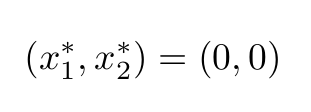 (x₁*, x₂*) = (0, 0)